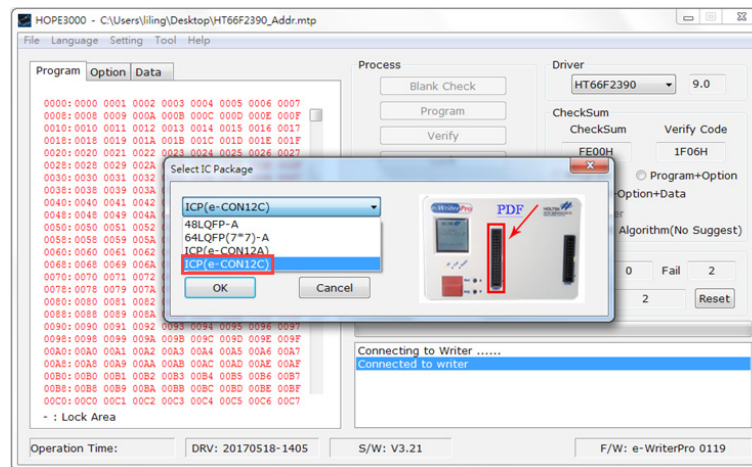 HOPE3000 - C:\Users\liling\Desktop\HT66F2390_Addr.mtp
File Language Setting Tool Help
Program Option Data
0000:0000 0001 0002 0003 0004 0005 0006 0007
0008:0008 0009 000A 000B 000C 000D 000E 000F
0010:0010 0011 0012 0013 0014 0015 0016 0017
0018:0018 0019 001A 001B 001C 001D 001E 001F
0020:0020 0021 0022 0023 0024 0025 0026 0027
0028:0028 0029 002A
0030:0030 0031 0032
0038:0038 0039 003A
0040:0040 0041 0042
0048:0048 0049 004A
0050:0050 0051 0052
0058:0058 0059 005A
0060:0060 0061 0062
0068:0068 0069 006A
0070:0070 0071 0072
0078:0078 0079 007A
0080:0080 0081 0082
0088:0088 0089 008A
0090:0090 0091 0092 0093 0094 0095 0096 0097
0098:0098 0099 009A 009B 009C 009D 009E 009F
00A0:00A0 00A1 00A2 00A3 00A4 00A5 00A6 00A7
00A8:00A8 00A9 00AA 00AB 00AC 00AD 00AE 00AF
00B0:00B0 00B1 00B2 00B3 00B4 00B5 00B6 00B7
00B8:00B8 00B9 00BA 00BB 00BC 00BD 00BE 00BF
00C0:00C0 00C1 00C2 00C3 00C4 00C5 00C6 00C7
- : Lock Area
Process
Blank Check
Program
Verify
Driver
HT66F2390 9.0
CheckSum
CheckSum Verify Code
FE00H 1F06H
Program+Option
Option+Data
Algorithm(No Suggest)
0 Fail 2
2 Reset
Select IC Package
ICP(e-CON12C)
48LQFP-A
64LQFP(7*7)-A
ICP(e-CON12A)
ICP(e-CON12C)
OK Cancel
e-WriterPro
PDF
HOLTEK
Connecting to Writer ......
Connected to writer
Operation Time: DRV: 20170518-1405 S/W: V3.21 F/W: e-WriterPro 0119